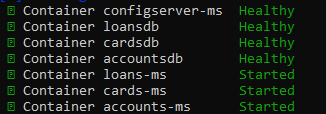 Container configserver-ms Healthy
Container loansdb Healthy
Container cardsdb Healthy
Container accountsdb Healthy
Container loans-ms Started
Container cards-ms Started
Container accounts-ms Started